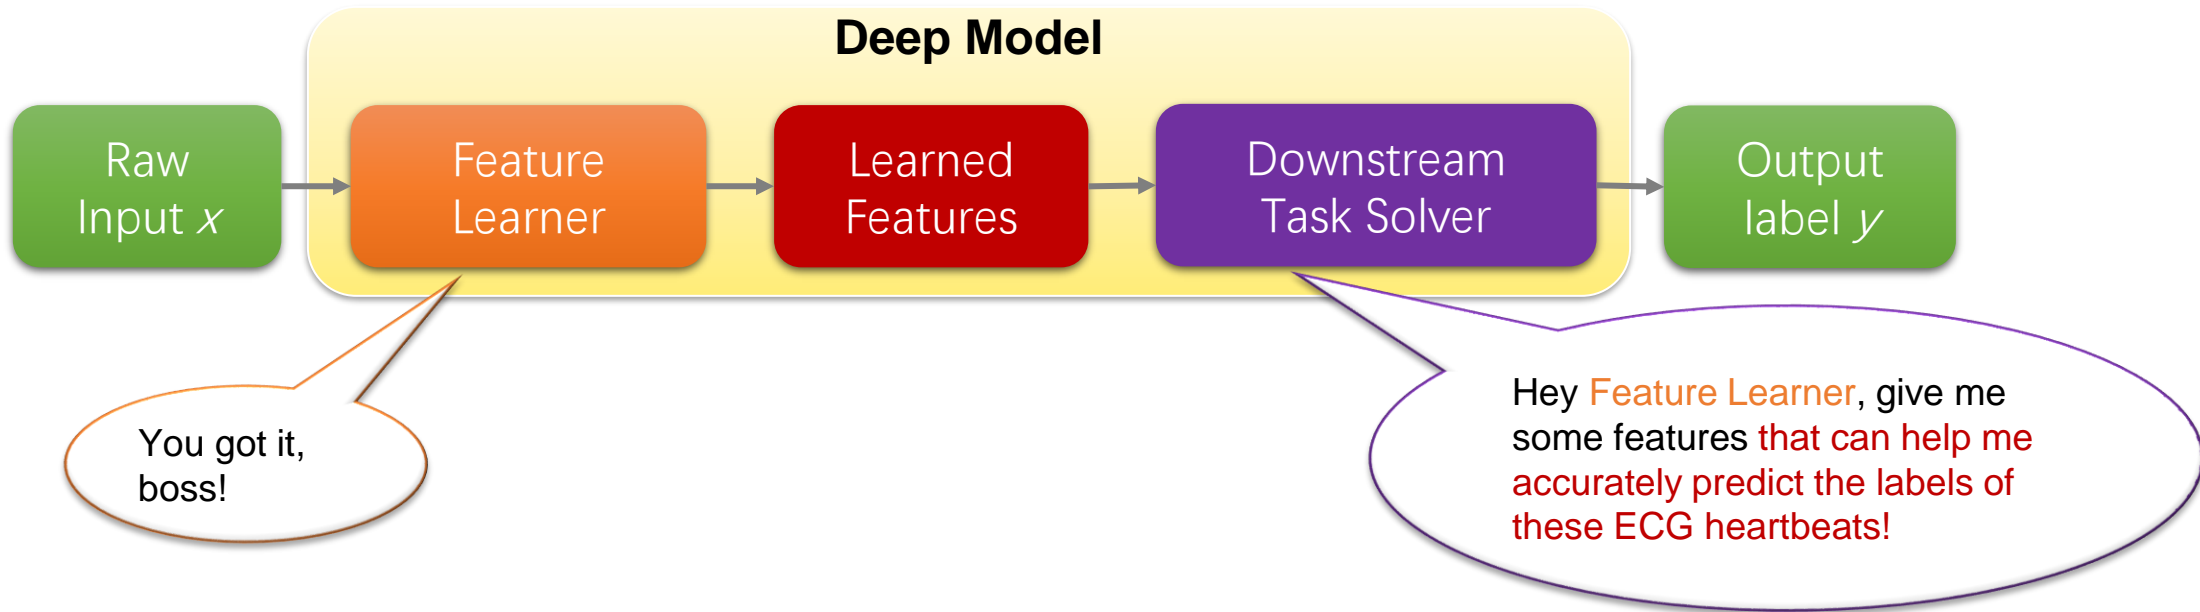 Deep Model
Raw
Input x
Feature
Learner
Learned
Features
Downstream
Task Solver
Output
label y
You got it,
boss!
Hey Feature Learner, give me
some features that can help me
accurately predict the labels of
these ECG heartbeats!